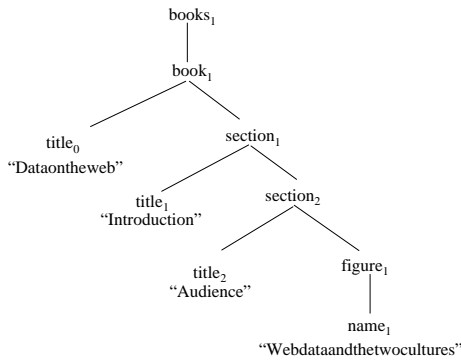 books₁
book₁
title₀
“Dataontheweb”
section₁
title₁
“Introduction”
section₂
title₂
“Audience”
figure₁
name₁
“Webdataandthetwocultures”